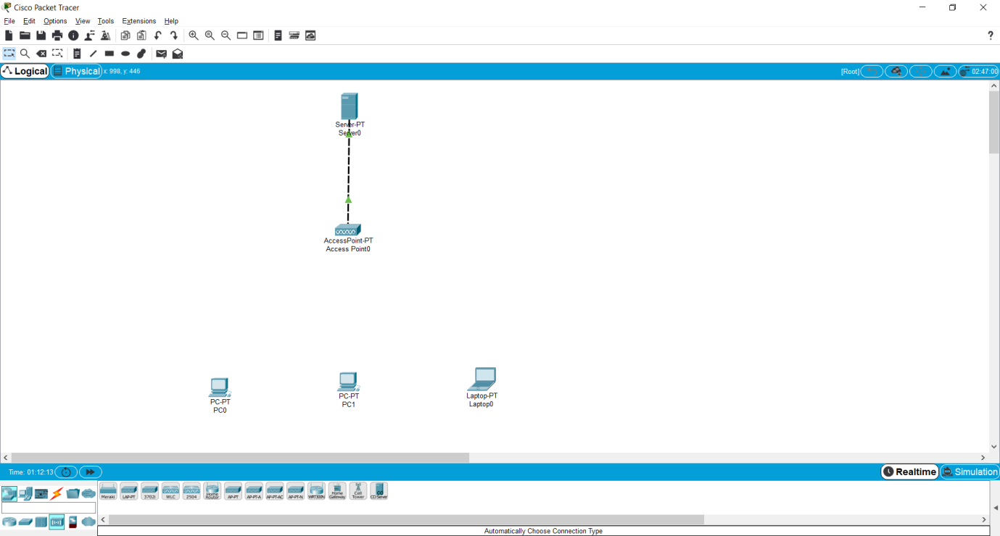 Cisco Packet Tracer
File Edit Options View Tools Extensions Help
?
Logical Physical x: 998, y: 446 [Root] 02:47:00
Server-PT
Server0
AccessPoint-PT
Access Point0
PC-PT
PC0
PC-PT
PC1
Laptop-PT
Laptop0
Time: 01:12:13 Realtime Simulation
Meraki LAP-PT 3702i WLC 2504 Home Router AP-PT AP-PT-A AP-PT-AC AP-PT-N WRT300N Home Gateway Cell Tower CO Server
Automatically Choose Connection Type